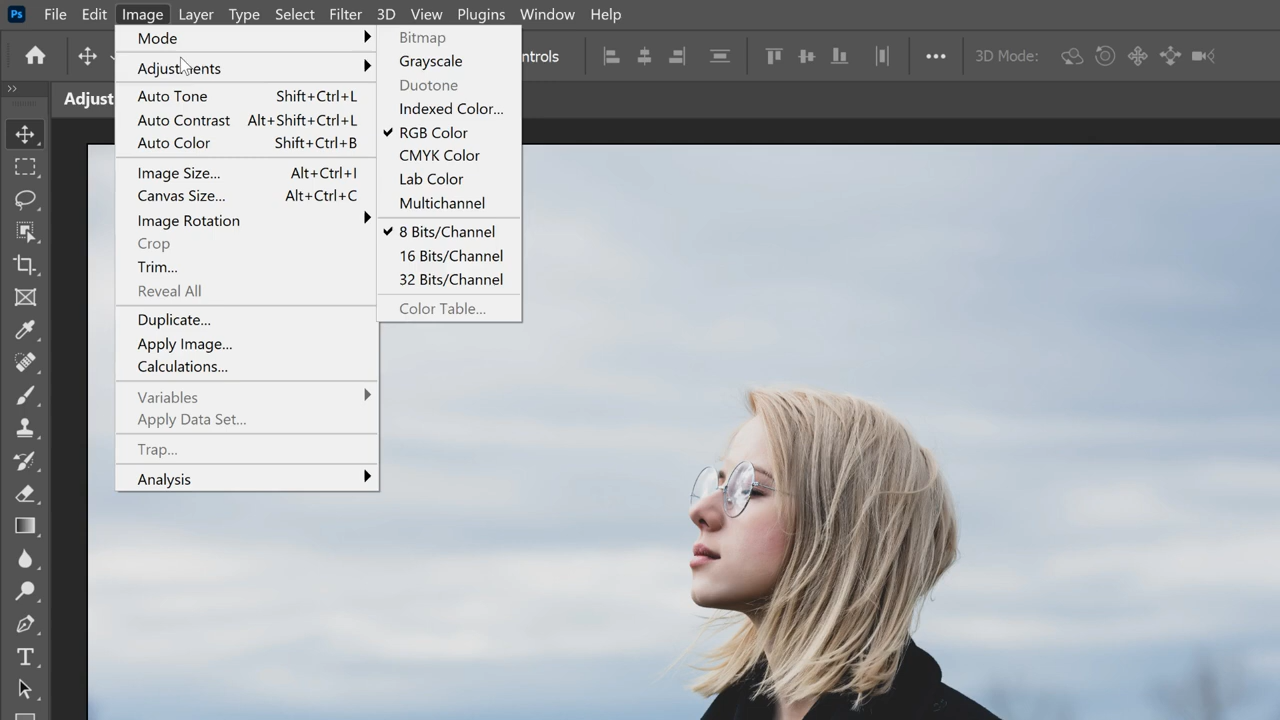 Ps File Edit Image Layer Type Select Filter 3D View Plugins Window Help
ntrols 3D Mode:
Adjust
Mode
Adjustments
Auto Tone Shift+Ctrl+L
Auto Contrast Alt+Shift+Ctrl+L
Auto Color Shift+Ctrl+B
Image Size... Alt+Ctrl+I
Canvas Size... Alt+Ctrl+C
Image Rotation
Crop
Trim...
Reveal All
Duplicate...
Apply Image...
Calculations...
Variables
Apply Data Set...
Trap...
Analysis
Bitmap
Grayscale
Duotone
Indexed Color...
RGB Color
CMYK Color
Lab Color
Multichannel
8 Bits/Channel
16 Bits/Channel
32 Bits/Channel
Color Table...